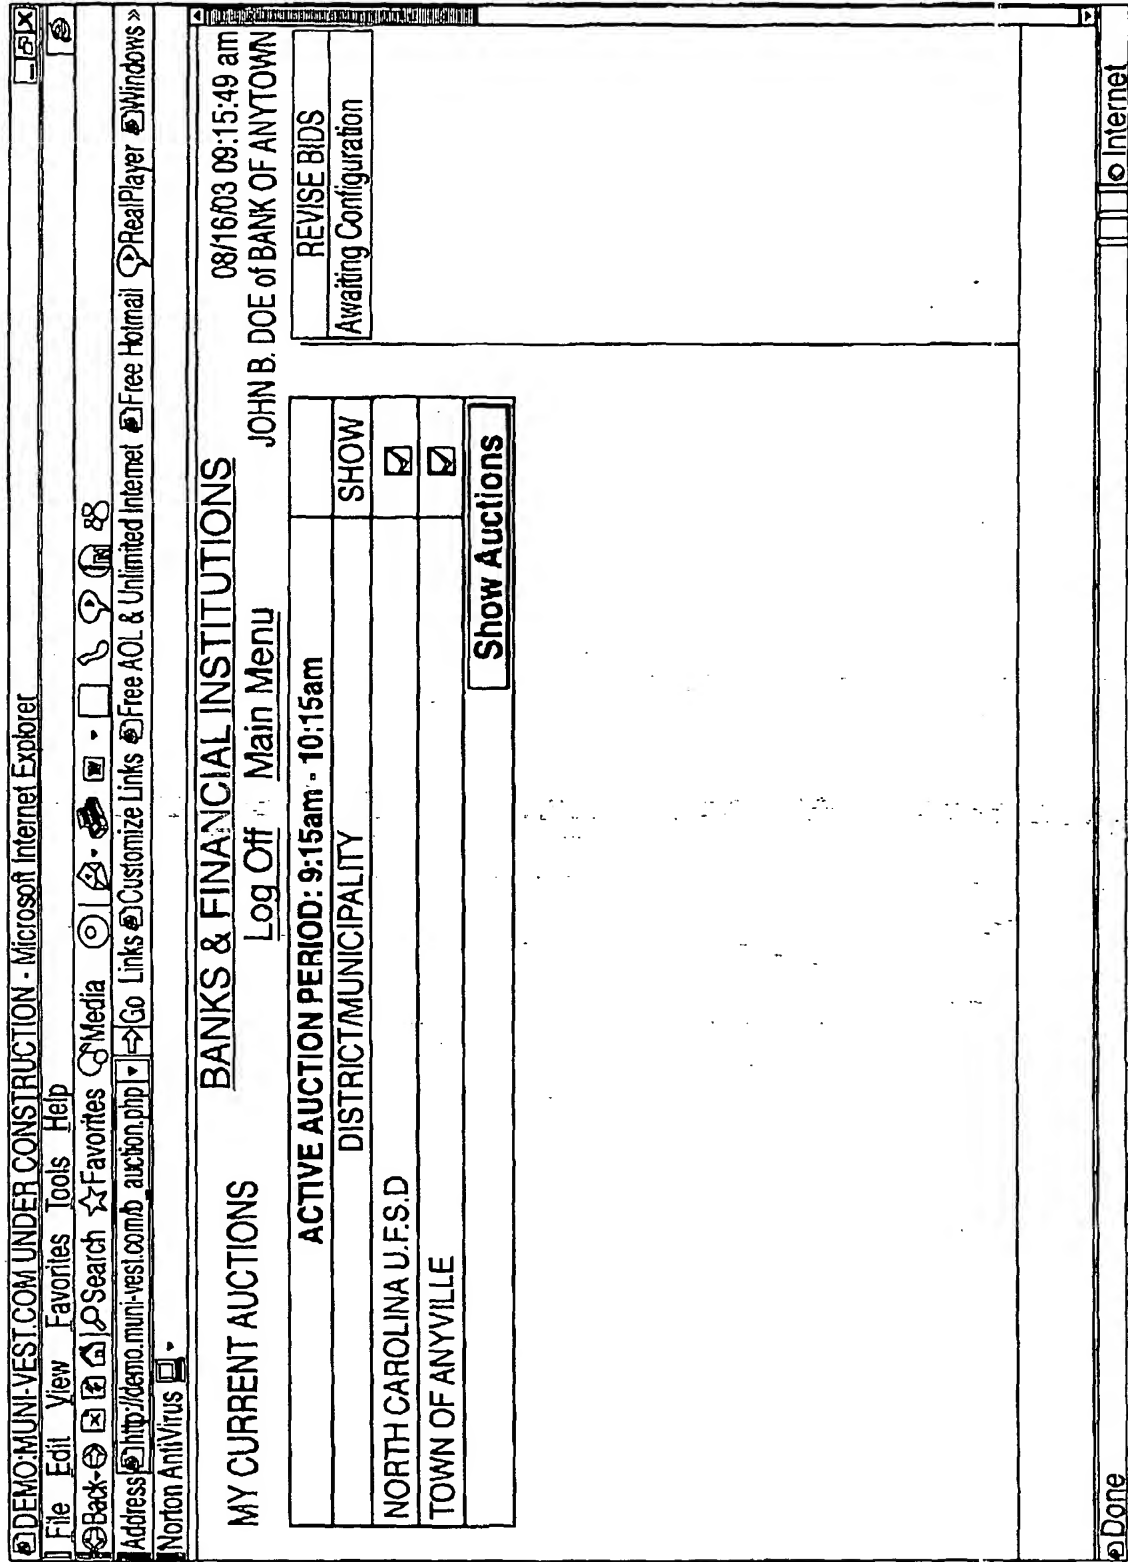 DEMO:MUNI-VEST.COM UNDER CONSTRUCTION - Microsoft Internet Explorer
File Edit View Favorites Tools Help
Back Search Favorites Media
Address http://demo.muni-vest.com/b_auction.php Go Links Customize Links Free AOL & Unlimited Internet Free Hotmail RealPlayer Windows »
Norton AntiVirus
BANKS & FINANCIAL INSTITUTIONS
08/16/03 09:15:49 am
MY CURRENT AUCTIONS
Log Off Main Menu
JOHN B. DOE of BANK OF ANYTOWN
ACTIVE AUCTION PERIOD: 9:15am - 10:15am
DISTRICT/MUNICIPALITY SHOW
NORTH CAROLINA U.F.S.D
TOWN OF ANYVILLE
Show Auctions
REVISE BIDS
Awaiting Configuration
Done Internet